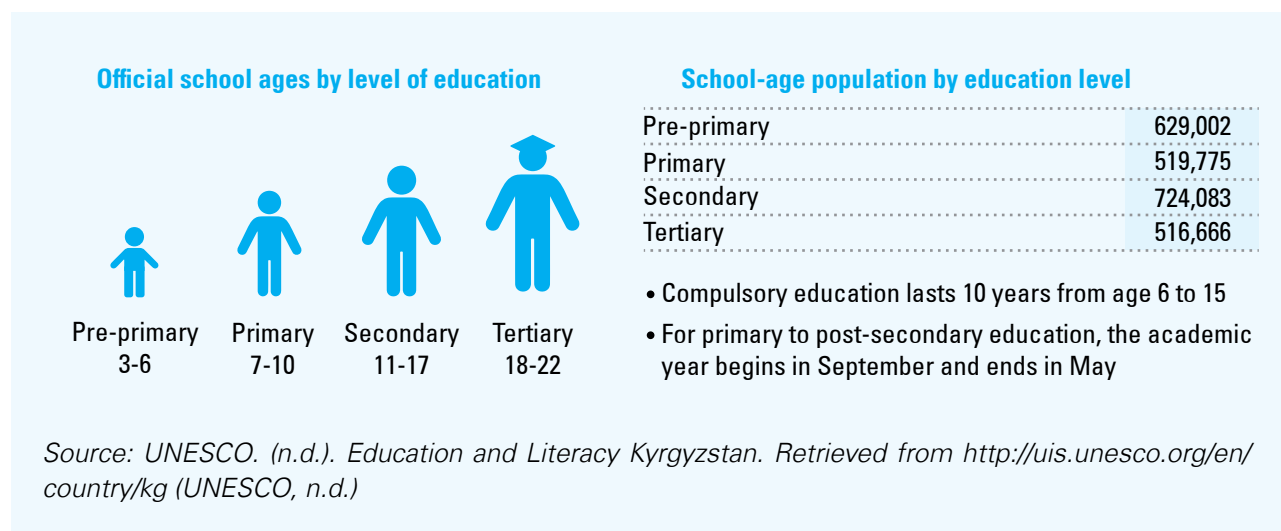 Official school ages by level of education
Pre-primary
3-6
Primary
7-10
Secondary
11-17
Tertiary
18-22
School-age population by education level
Pre-primary 629,002
Primary 519,775
Secondary 724,083
Tertiary 516,666
• Compulsory education lasts 10 years from age 6 to 15
• For primary to post-secondary education, the academic
year begins in September and ends in May
Source: UNESCO. (n.d.). Education and Literacy Kyrgyzstan. Retrieved from http://uis.unesco.org/en/
country/kg (UNESCO, n.d.)